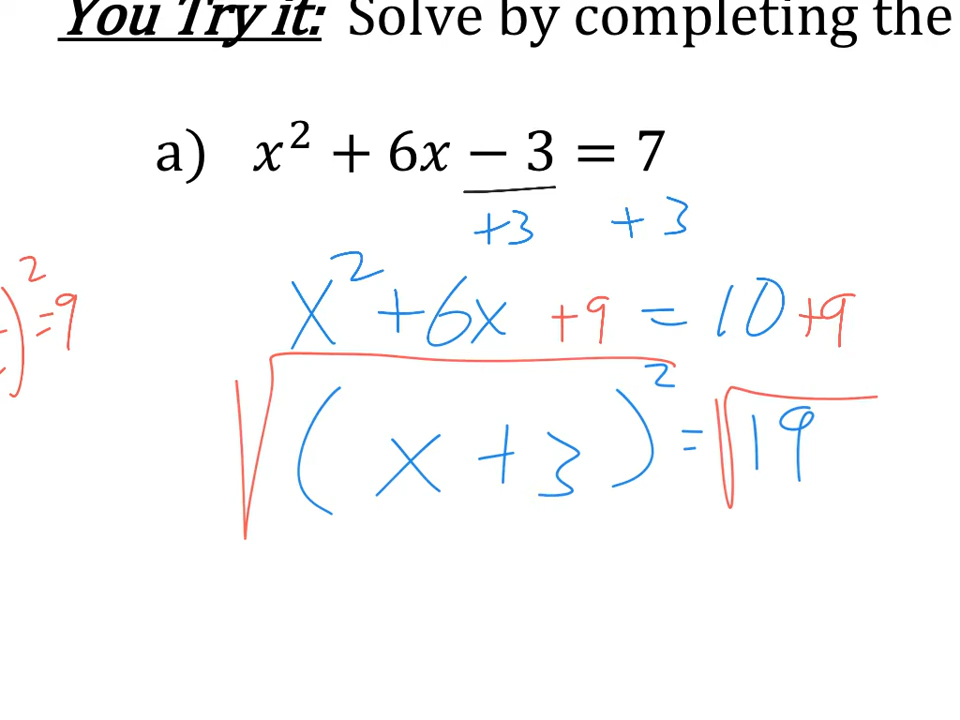 You Try it: Solve by completing the
a) x² + 6x − 3 = 7
+3 +3
)² = 9
x² + 6x + 9 = 10 + 9
√(x + 3)² = √19